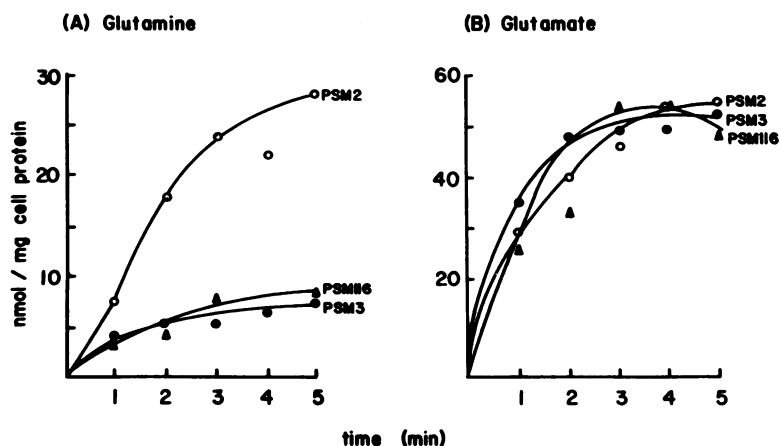 (A) Glutamine
(B) Glutamate
nmol / mg cell protein
30
20
10
PSM2
PSM116
PSM3
1 2 3 4 5
60
40
20
PSM2
PSM3
PSM116
1 2 3 4 5
time (min)